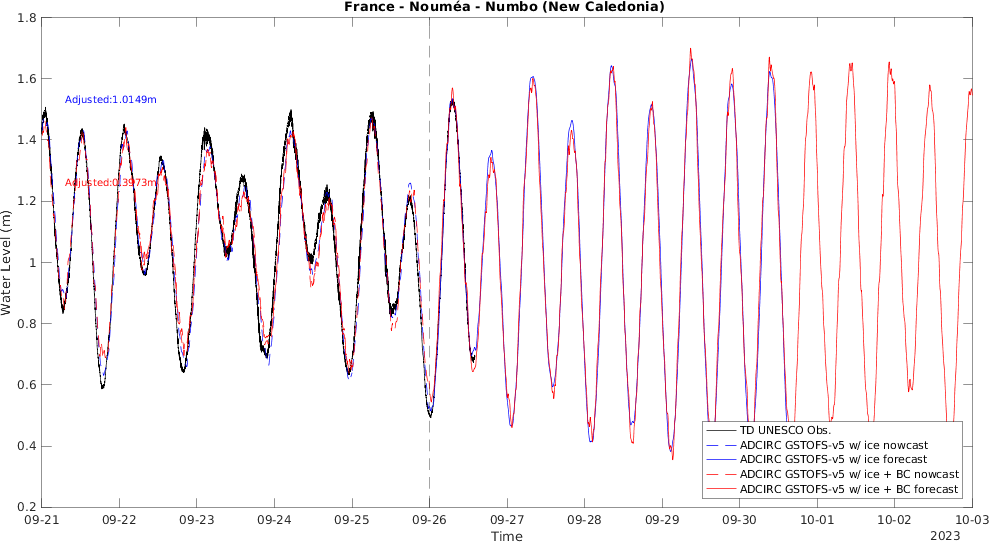 France - Nouméa - Numbo (New Caledonia)
1.8
1.6
1.4
1.2
1
0.8
0.6
0.4
0.2
Water Level (m)
Adjusted:1.0149m
Adjusted:0.3973m
TD UNESCO Obs.
ADCIRC GSTOFS-v5 w/ ice nowcast
ADCIRC GSTOFS-v5 w/ ice forecast
ADCIRC GSTOFS-v5 w/ ice + BC nowcast
ADCIRC GSTOFS-v5 w/ ice + BC forecast
09-21 09-22 09-23 09-24 09-25 09-26 09-27 09-28 09-29 09-30 10-01 10-02 10-03
Time
2023